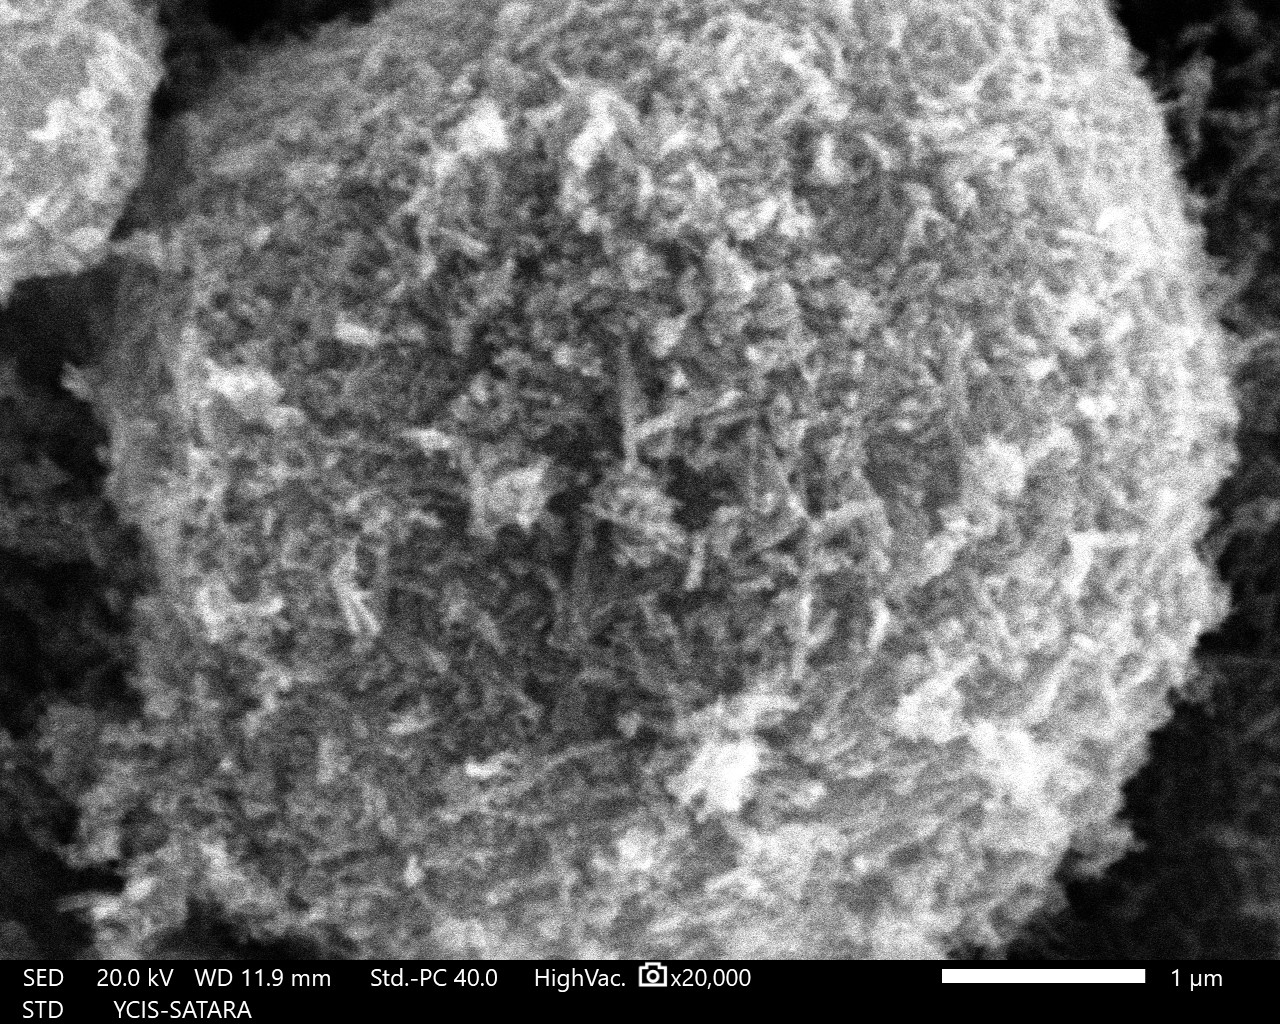 SED 20.0 kV WD 11.9 mm Std.-PC 40.0 HighVac. x20,000 1 µm
STD YCIS-SATARA